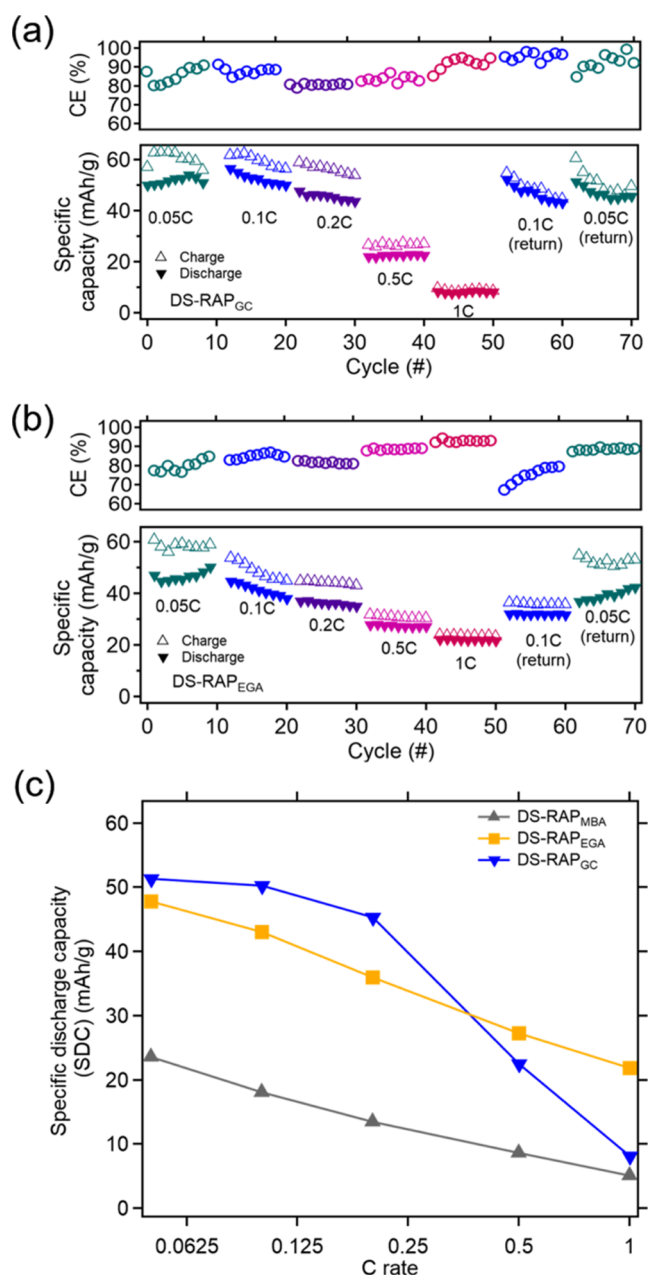 (a)
CE (%)
100
90
80
70
60
Specific
capacity (mAh/g)
60
40
20
0
0.05C
0.1C
0.2C
0.5C
1C
0.1C
(return)
0.05C
(return)
△ Charge
▼ Discharge
DS-RAPGC
0 10 20 30 40 50 60 70
Cycle (#)
(b)
CE (%)
100
90
80
70
60
Specific
capacity (mAh/g)
60
40
20
0
0.05C
0.1C
0.2C
0.5C
1C
0.1C
(return)
0.05C
(return)
△ Charge
▼ Discharge
DS-RAPEGA
0 10 20 30 40 50 60 70
Cycle (#)
(c)
Specific discharge capacity
(SDC) (mAh/g)
60
50
40
30
20
10
0
DS-RAPMBA
DS-RAPEGA
DS-RAPGC
0.0625 0.125 0.25 0.5 1
C rate